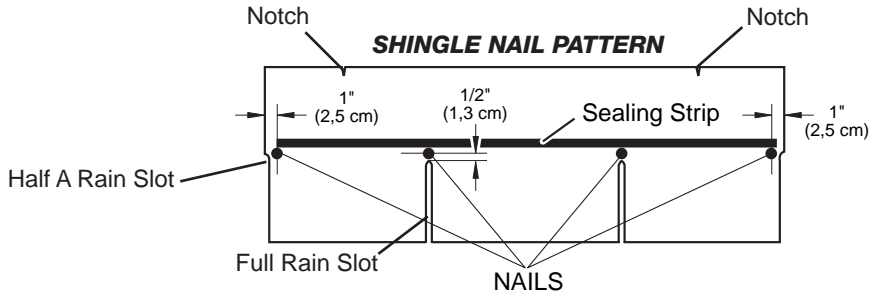 Notch
Notch
SHINGLE NAIL PATTERN
1"
(2,5 cm)
1/2"
(1,3 cm)
Sealing Strip
1"
(2,5 cm)
Half A Rain Slot
Full Rain Slot
NAILS